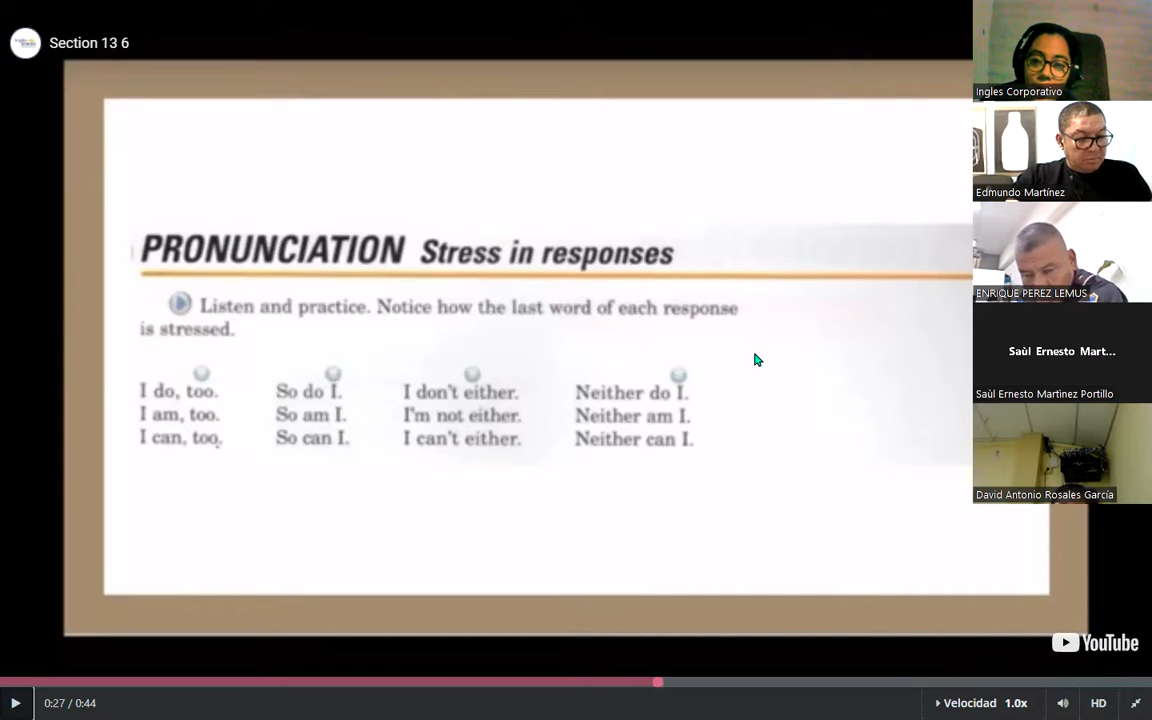 Section 13 6
PRONUNCIATION Stress in responses
Listen and practice. Notice how the last word of each response
is stressed.
I do, too. So do I. I don't either. Neither do I.
I am, too. So am I. I'm not either. Neither am I.
I can, too. So can I. I can't either. Neither can I.
Ingles Corporativo
Edmundo Martínez
ENRIQUE PEREZ LEMUS
Saùl Ernesto Mart...
Saùl Ernesto Martìnez Portillo
David Antonio Rosales García
YouTube
0:27 / 0:44
Velocidad 1.0x
HD